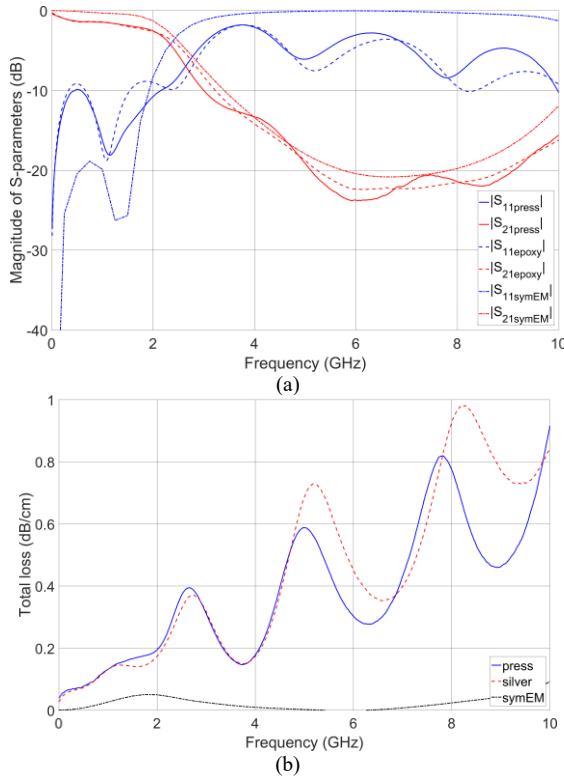 0
-10
-20
-30
-40
Magnitude of S-parameters (dB)
|S11press|
|S21press|
|S11epoxy|
|S21epoxy|
|S11symEM|
|S21symEM|
0 2 4 6 8 10
Frequency (GHz)
(a)
1
0.8
0.6
0.4
0.2
0
Total loss (dB/cm)
press
silver
symEM
0 2 4 6 8 10
Frequency (GHz)
(b)